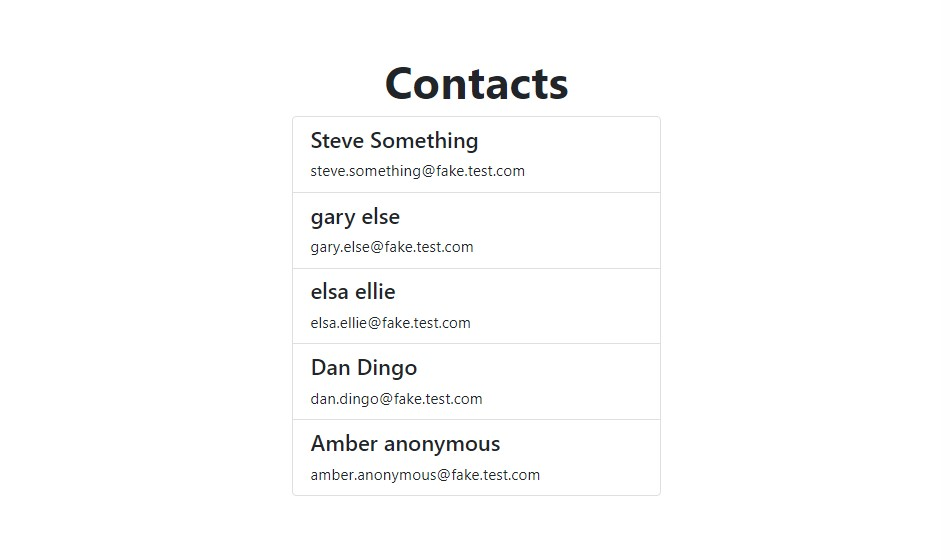 Contacts
Steve Something
steve.something@fake.test.com
gary else
gary.else@fake.test.com
elsa ellie
elsa.ellie@fake.test.com
Dan Dingo
dan.dingo@fake.test.com
Amber anonymous
amber.anonymous@fake.test.com